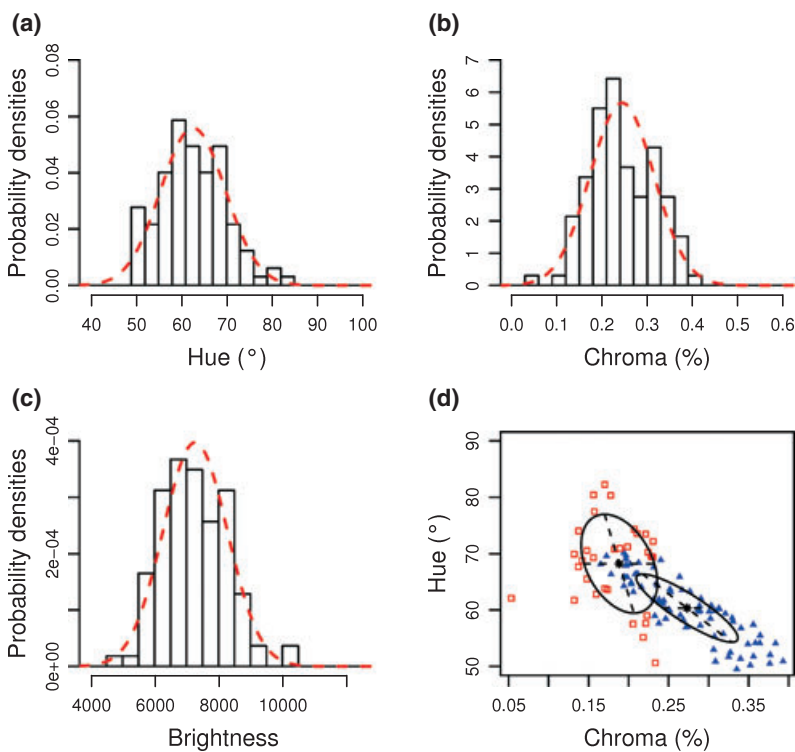 (a)
Probability densities
0.00 0.02 0.04 0.06 0.08
40 50 60 70 80 90 100
Hue (°)
(b)
Probability densities
0 1 2 3 4 5 6 7
0.0 0.1 0.2 0.3 0.4 0.5 0.6
Chroma (%)
(c)
Probability densities
0e+00 2e-04 4e-04
4000 6000 8000 10000
Brightness
(d)
Hue (°)
50 60 70 80 90
0.05 0.15 0.25 0.35
Chroma (%)